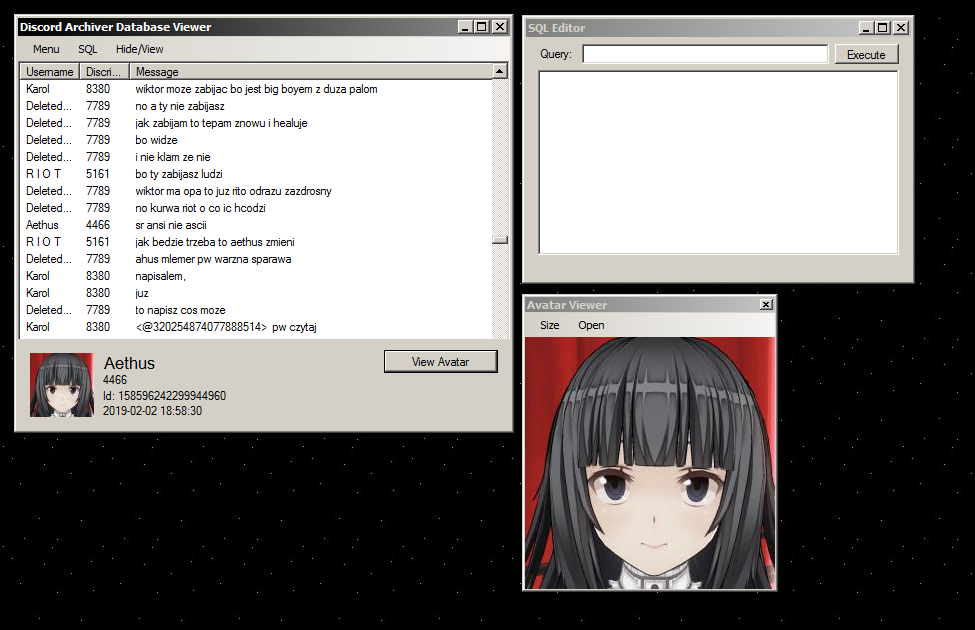 Discord Archiver Database Viewer
Menu SQL Hide/View
Username Discri... Message
Karol 8380 wiktor moze zabijac bo jest big boyem z duza palom
Deleted... 7789 no a ty nie zabijasz
Deleted... 7789 jak zabijam to tepam znowu i healuje
Deleted... 7789 bo widze
Deleted... 7789 i nie klam ze nie
R I O T 5161 bo ty zabijasz ludzi
Deleted... 7789 wiktor ma opa to juz rito odrazu zazdrosny
Deleted... 7789 no kurwa riot o co ic hcodzi
Aethus 4466 sr ansi nie ascii
R I O T 5161 jak bedzie trzeba to aethus zmieni
Deleted... 7789 ahus mlemer pw warzna sparawa
Karol 8380 napisalem,
Karol 8380 juz
Deleted... 7789 to napisz cos moze
Karol 8380 <@320254874077888514> pw czytaj
Aethus
4466
Id: 158596242299944960
2019-02-02 18:58:30
View Avatar
SQL Editor
Query: Execute
Avatar Viewer
Size Open